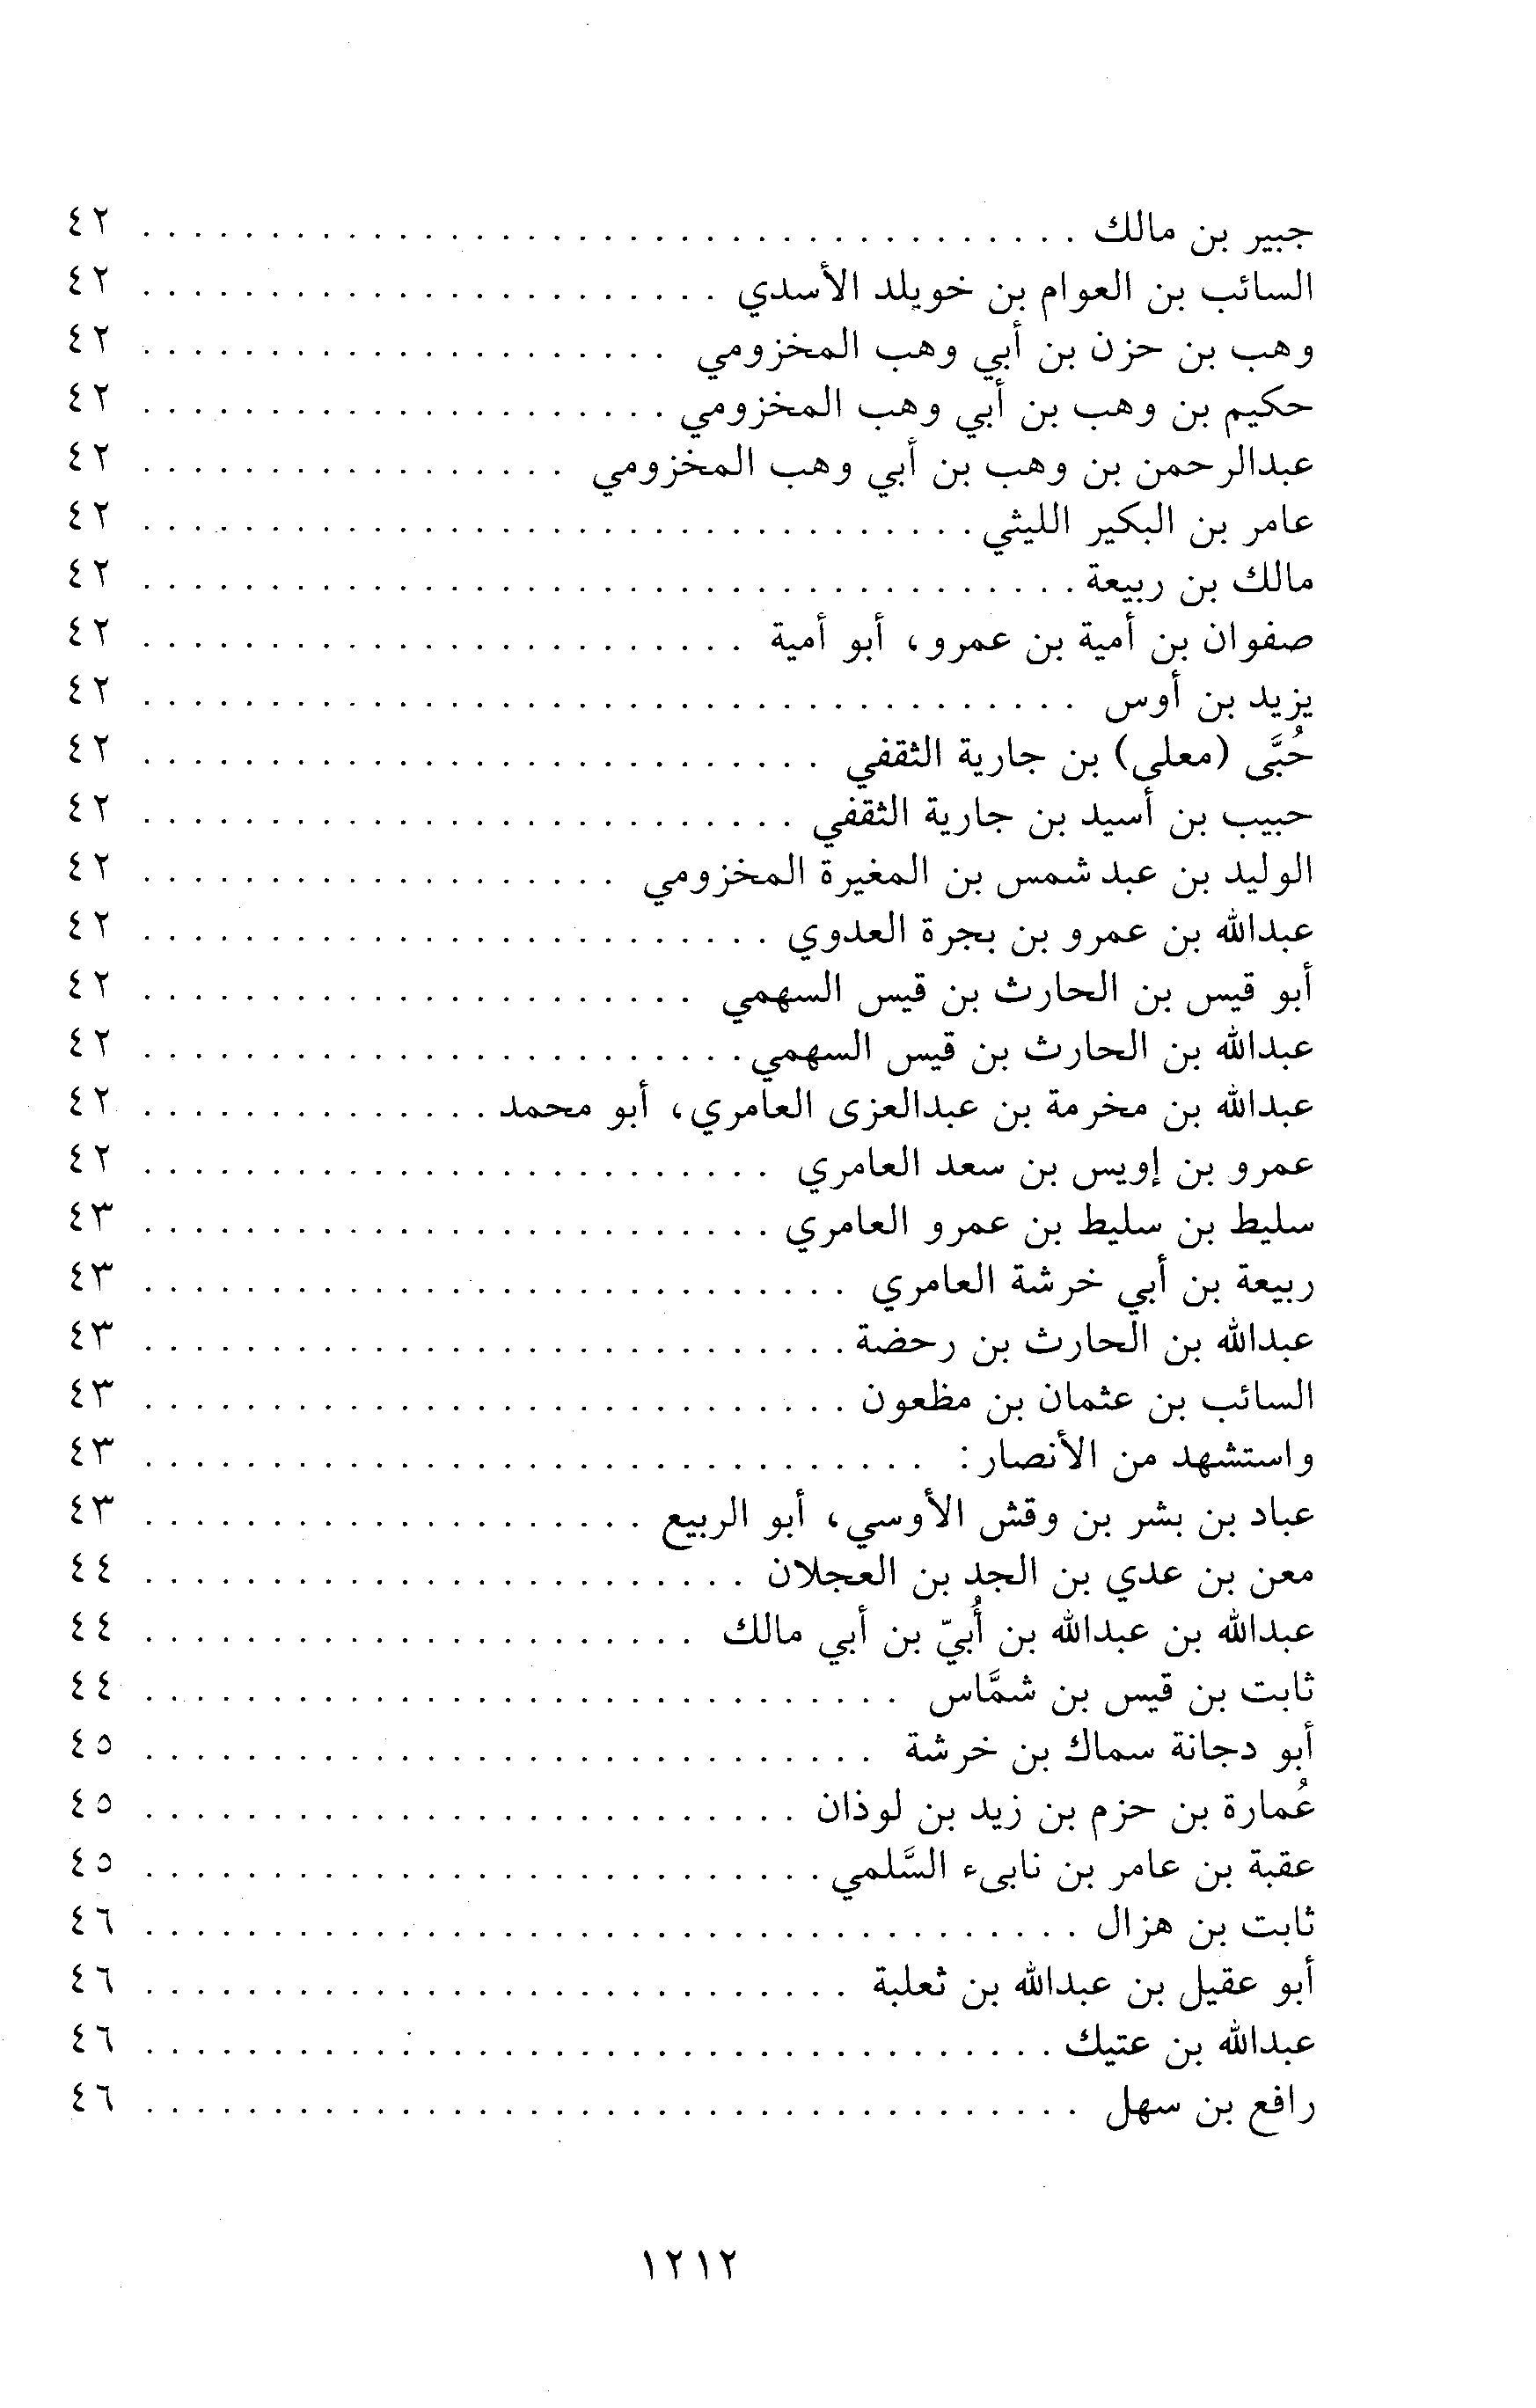 جبير بن مالك . . . . . . . . . . . . . . . . . . . . ٤٢
السائب بن العوام بن خويلد الأسدي . . . . . . . . . . . . . . . . . . . . ٤٢
وهب بن حزن بن أبي وهب المخزومي . . . . . . . . . . . . . . . . . . . . ٤٢
حكيم بن وهب بن أبي وهب المخزومي . . . . . . . . . . . . . . . . . . . . ٤٢
عبدالرحمن بن وهب بن أبي وهب المخزومي . . . . . . . . . . . . . . . . . ٤٢
عامر بن البكير الليثي . . . . . . . . . . . . . . . . . . . . ٤٢
مالك بن ربيعة . . . . . . . . . . . . . . . . . . . . ٤٢
صفوان بن أمية بن عمرو، أبو أمية . . . . . . . . . . . . . . . . . . . . ٤٢
يزيد بن أوس . . . . . . . . . . . . . . . . . . . . ٤٢
حُبَّى (معلى) بن جارية الثقفي . . . . . . . . . . . . . . . . . . . . ٤٢
حبيب بن أسيد بن جارية الثقفي . . . . . . . . . . . . . . . . . . . . ٤٢
الوليد بن عبد شمس بن المغيرة المخزومي . . . . . . . . . . . . . . . . . . . ٤٢
عبدالله بن عمرو بن بجرة العدوي . . . . . . . . . . . . . . . . . . . . ٤٢
أبو قيس بن الحارث بن قيس السهمي . . . . . . . . . . . . . . . . . . . . ٤٢
عبدالله بن الحارث بن قيس السهمي . . . . . . . . . . . . . . . . . . . . ٤٢
عبدالله بن مخرمة بن عبدالعزى العامري، أبو محمد . . . . . . . . . . . . . . ٤٢
عمرو بن إويس بن سعد العامري . . . . . . . . . . . . . . . . . . . . ٤٢
سليط بن سليط بن عمرو العامري . . . . . . . . . . . . . . . . . . . . ٤٣
ربيعة بن أبي خرشة العامري . . . . . . . . . . . . . . . . . . . . ٤٣
عبدالله بن الحارث بن رحضة . . . . . . . . . . . . . . . . . . . . ٤٣
السائب بن عثمان بن مظعون . . . . . . . . . . . . . . . . . . . . ٤٣
واستشهد من الأنصار: . . . . . . . . . . . . . . . . . . . . ٤٣
عباد بن بشر بن وقش الأوسي، أبو الربيع . . . . . . . . . . . . . . . . . . . . ٤٣
معن بن عدي بن الجد بن العجلان . . . . . . . . . . . . . . . . . . . . ٤٤
عبدالله بن عبدالله بن أُبيّ بن أبي مالك . . . . . . . . . . . . . . . . . . . . ٤٤
ثابت بن قيس بن شمَّاس . . . . . . . . . . . . . . . . . . . . ٤٤
أبو دجانة سماك بن خرشة . . . . . . . . . . . . . . . . . . . . ٤٥
عُمارة بن حزم بن زيد بن لوذان . . . . . . . . . . . . . . . . . . . . ٤٥
عقبة بن عامر بن نابىء السَّلمي . . . . . . . . . . . . . . . . . . . . ٤٥
ثابت بن هزال . . . . . . . . . . . . . . . . . . . . ٤٦
أبو عقيل بن عبدالله بن ثعلبة . . . . . . . . . . . . . . . . . . . . ٤٦
عبدالله بن عتيك . . . . . . . . . . . . . . . . . . . . ٤٦
رافع بن سهل . . . . . . . . . . . . . . . . . . . . ٤٦
١٢١٢